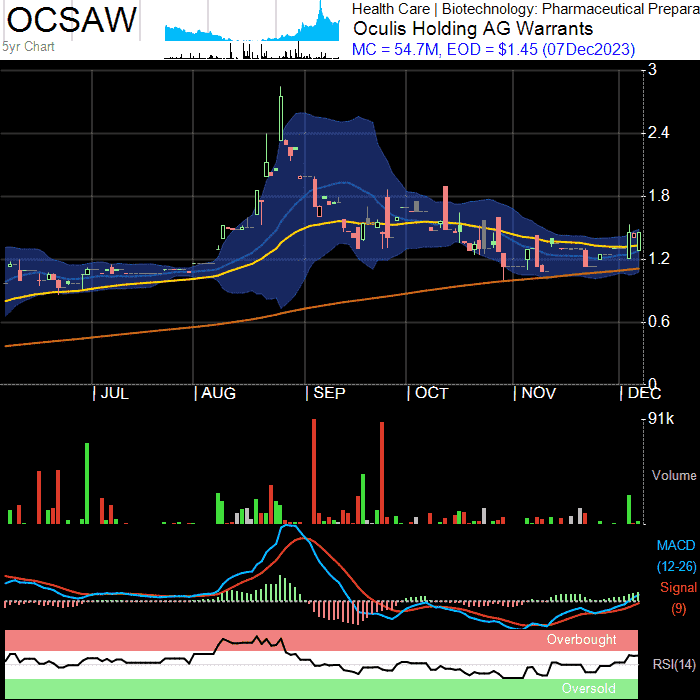 OCSAW
5yr Chart
Health Care | Biotechnology: Pharmaceutical Prepara
Oculis Holding AG Warrants
MC = 54.7M, EOD = $1.45 (07Dec2023)
3
2.4
1.8
1.2
0.6
0
| JUL | AUG | SEP | OCT | NOV | DEC
91k
Volume
MACD
(12-26)
Signal
(9)
Overbought
RSI(14)
Oversold